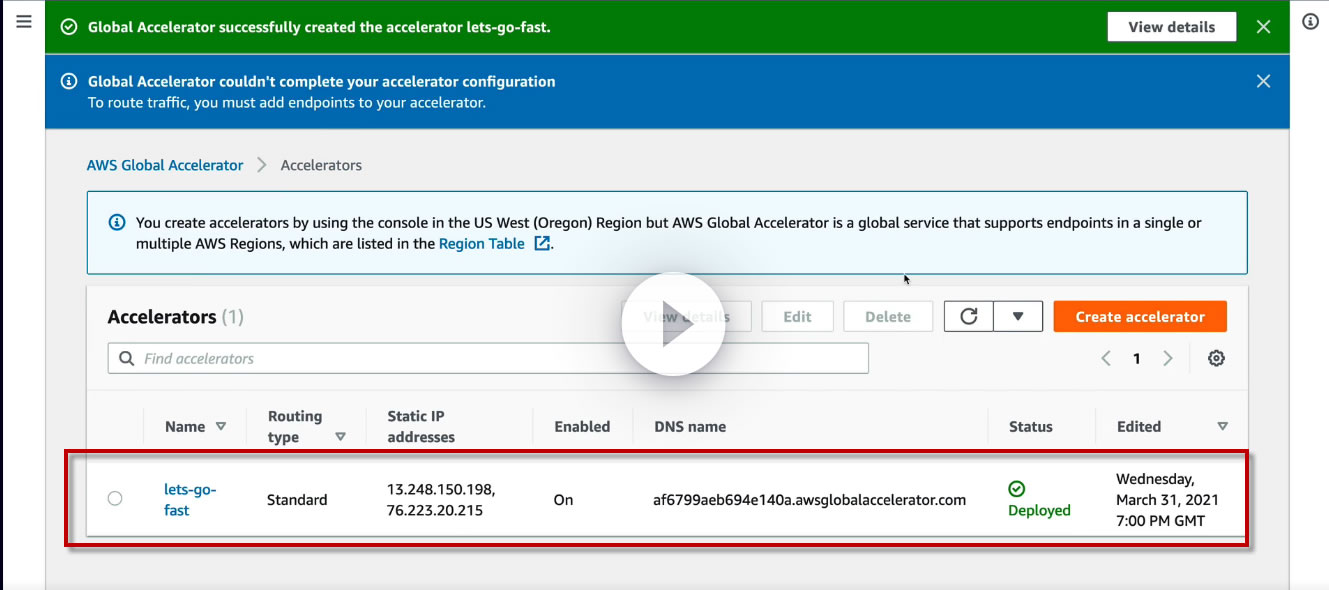 Global Accelerator successfully created the accelerator lets-go-fast.
View details
Global Accelerator couldn't complete your accelerator configuration
To route traffic, you must add endpoints to your accelerator.
AWS Global Accelerator
Accelerators
You create accelerators by using the console in the US West (Oregon) Region but AWS Global Accelerator is a global service that supports endpoints in a single or
multiple AWS Regions, which are listed in the Region Table .
Accelerators (1)
View details
Edit
Delete
Create accelerator
Find accelerators
1
Name
Routing
type
Static IP
addresses
Enabled
DNS name
Status
Edited
lets-go-
fast
Standard
13.248.150.198,
76.223.20.215
On
af6799aeb694e140a.awsglobalaccelerator.com
Deployed
Wednesday,
March 31, 2021
7:00 PM GMT